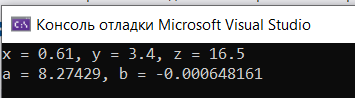 Консоль отладки Microsoft Visual Studio
x = 0.61, y = 3.4, z = 16.5
a = 8.27429, b = -0.000648161